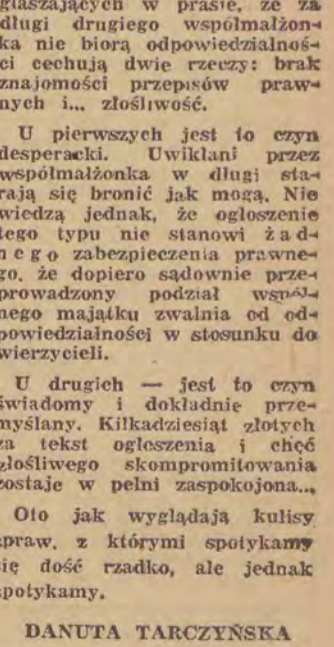 głaszających w prasie, że za
długi drugiego współmałżon-
ka nie biorą odpowiedzialnoś-
ci cechują dwie rzeczy: brak
znajomości przepisów praw-
nych i... złośliwość.
U pierwszych jest to czyn
desperacki. Uwikłani przez
współmałżonka w długi sta-
rają się bronić jak mogą. Nie
wiedzą jednak, że ogłoszenie
tego typu nie stanowi żad-
nego zabezpieczenia prawne-
go, że dopiero sądownie prze-
prowadzony podział wspól-
nego majątku zwalnia od od-
powiedzialności w stosunku do
wierzycieli.
U drugich — jest to czyn
świadomy i dokładnie prze-
myślany. Kilkadziesiąt złotych
za tekst ogłoszenia i chęć
złośliwego skompromitowania
zostaje w pełni zaspokojona...
Oto jak wyglądają kulisy
spraw, z którymi spotykamy
się dość rzadko, ale jednak
spotykamy.
DANUTA TARCZYŃSKA